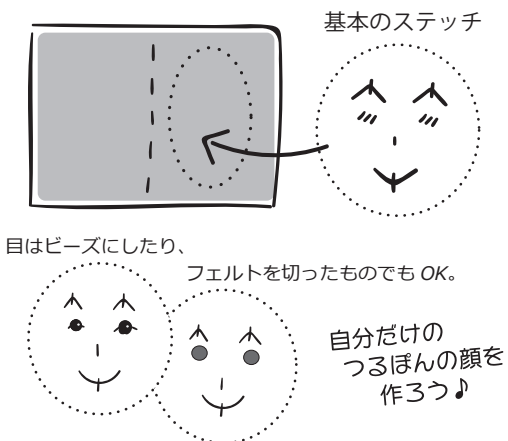 基本のステッチ
目はビーズにしたり、
フェルトを切ったものでも OK。
自分だけの
つるぽんの顔を
作ろう♪